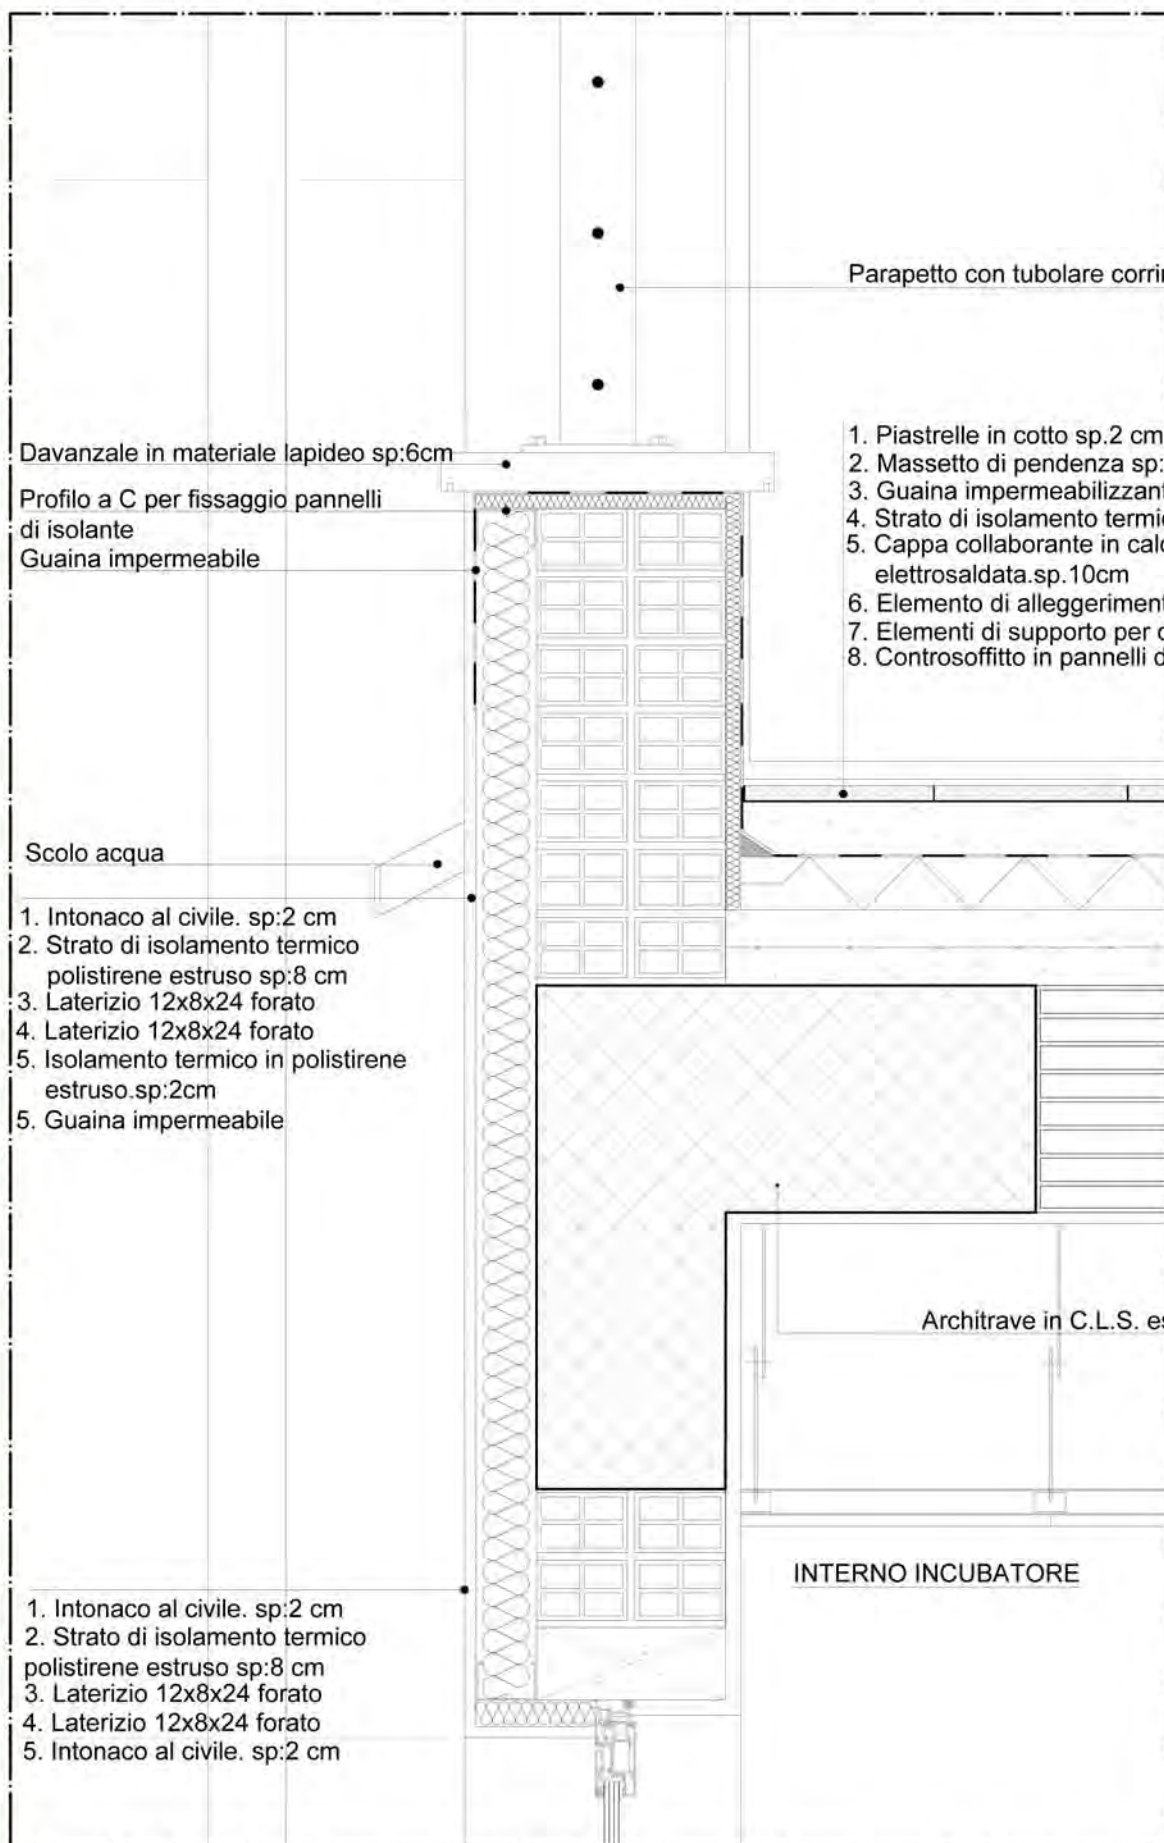 Parapetto con tubolare
Davanzale in materiale lapideo sp:6cm
Profilo a C per fissaggio pannelli
di isolante
Guaina impermeabile
1. Piastrelle in cotto sp.2 cm
2. Massetto di pendenza sp:
3. Guaina
4. Strato di isolamento
5. Cappa collaborante in
elettrosaldata.sp.10cm
6. Elemento di
7. Elementi di supporto per
8. Controsoffitto in pannelli
Scolo acqua
1. Intonaco al civile. sp:2 cm
2. Strato di isolamento termico
polistirene estruso sp:8 cm
3. Laterizio 12x8x24 forato
4. Laterizio 12x8x24 forato
5. Isolamento termico in polistirene
estruso.sp:2cm
5. Guaina impermeabile
Architrave in C.L.S.
INTERNO INCUBATORE
1. Intonaco al civile. sp:2 cm
2. Strato di isolamento termico
polistirene estruso sp:8 cm
3. Laterizio 12x8x24 forato
4. Laterizio 12x8x24 forato
5. Intonaco al civile. sp:2 cm